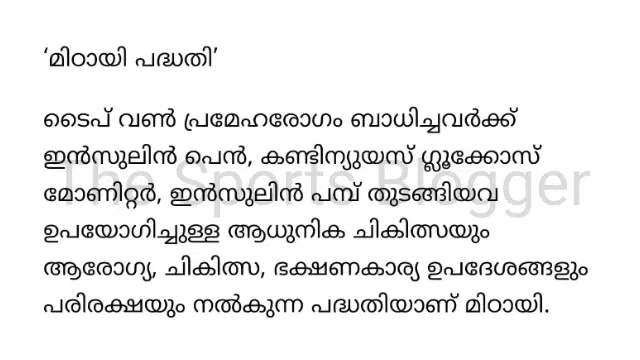 ‘മിഠായി പദ്ധതി’
ടൈപ് വൺ പ്രമേഹരോഗം ബാധിച്ചവർക്ക്
ഇൻസുലിൻ പെൻ, കണ്ടിന്യുയസ് ഗ്ലൂക്കോസ്
മോണിറ്റർ, ഇൻസുലിൻ പമ്പ് തുടങ്ങിയവ
The Sports Blogger
ഉപയോഗിച്ചുള്ള ആധുനിക ചികിത്സയും
ആരോഗ്യ, ചികിത്സ, ഭക്ഷണകാര്യ ഉപദേശങ്ങളും
പരിരക്ഷയും നൽകുന്ന പദ്ധതിയാണ് മിഠായി.